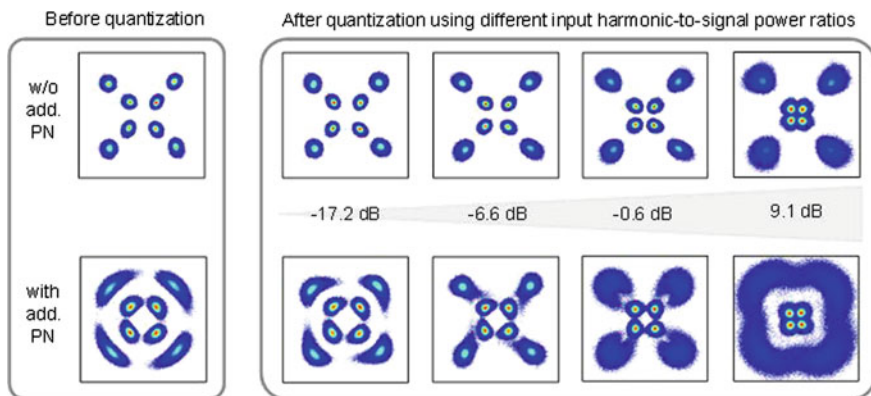 Before quantization
After quantization using different input harmonic-to-signal power ratios
w/o
add.
PN
-17.2 dB
-6.6 dB
-0.6 dB
9.1 dB
with
add.
PN